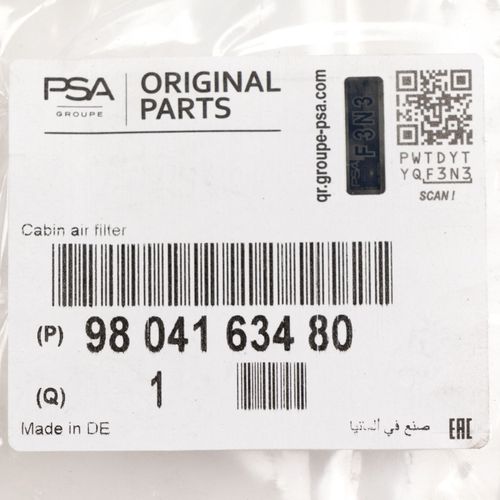 PSA
GROUPE
ORIGINAL
PARTS
qr.groupe-psa.com
PSA F3N3
PWTDYT
YQF3N3
SCAN!
Cabin air filter
(P) 98 041 634 80
(Q) 1
Made in DE
صنع في ألمانيا
EAC